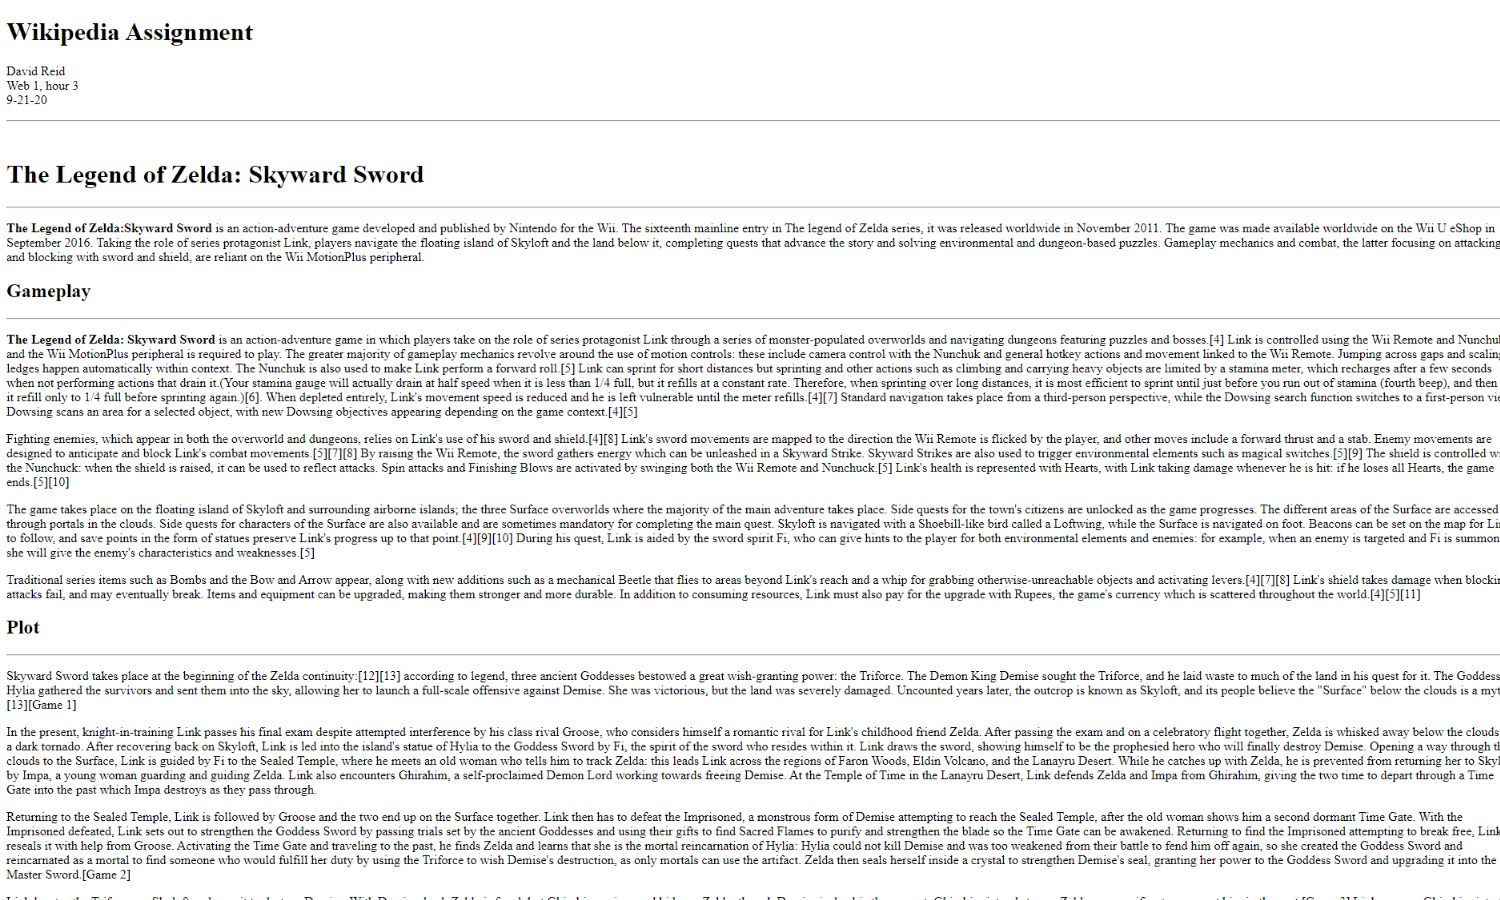 Wikipedia Assignment
David Reid
Web 1, hour 3
9-21-20
The Legend of Zelda: Skyward Sword
The Legend of Zelda:Skyward Sword is an action-adventure game developed and published by Nintendo for the Wii. The sixteenth mainline entry in The legend of Zelda series, it was released worldwide in November 2011. The game was made available worldwide on the Wii U eShop in
September 2016. Taking the role of series protagonist Link, players navigate the floating island of Skyloft and the land below it, completing quests that advance the story and solving environmental and dungeon-based puzzles. Gameplay mechanics and combat, the latter focusing on attacking
and blocking with sword and shield, are reliant on the Wii MotionPlus peripheral.
Gameplay
The Legend of Zelda: Skyward Sword is an action-adventure game in which players take on the role of series protagonist Link through a series of monster-populated overworlds and navigating dungeons featuring puzzles and bosses.[4] Link is controlled using the Wii Remote and Nunchuk
and the Wii MotionPlus peripheral is required to play. The greater majority of gameplay mechanics revolve around the use of motion controls: these include camera control with the Nunchuk and general hotkey actions and movement linked to the Wii Remote. Jumping across gaps and scaling
ledges happen automatically within context. The Nunchuk is also used to make Link perform a forward roll.[5] Link can sprint for short distances but sprinting and other actions such as climbing and carrying heavy objects are limited by a stamina meter, which recharges after a few seconds
when not performing actions that drain it.(Your stamina gauge will actually drain at half speed when it is less than 1/4 full, but it refills at a constant rate. Therefore, when sprinting over long distances, it is most efficient to sprint until just before you run out of stamina (fourth beep), and then
it refill only to 1/4 full before sprinting again.)[6]. When depleted entirely, Link's movement speed is reduced and he is left vulnerable until the meter refills.[4][7] Standard navigation takes place from a third-person perspective, while the Dowsing search function switches to a first-person vie
Dowsing scans an area for a selected object, with new Dowsing objectives appearing depending on the game context.[4][5]
Fighting enemies, which appear in both the overworld and dungeons, relies on Link's use of his sword and shield.[4][8] Link's sword movements are mapped to the direction the Wii Remote is flicked by the player, and other moves include a forward thrust and a stab. Enemy movements are
designed to anticipate and block Link's combat movements.[5][7][8] By raising the Wii Remote, the sword gathers energy which can be unleashed in a Skyward Strike. Skyward Strikes are also used to trigger environmental elements such as magical switches.[5][9] The shield is controlled w
the Nunchuck: when the shield is raised, it can be used to reflect attacks. Spin attacks and Finishing Blows are activated by swinging both the Wii Remote and Nunchuck.[5] Link's health is represented with Hearts, with Link taking damage whenever he is hit: if he loses all Hearts, the game
ends.[5][10]
The game takes place on the floating island of Skyloft and surrounding airborne islands; the three Surface overworlds where the majority of the main adventure takes place. Side quests for the town's citizens are unlocked as the game progresses. The different areas of the Surface are accessed
through portals in the clouds. Side quests for characters of the Surface are also available and are sometimes mandatory for completing the main quest. Skyloft is navigated with a Shoebill-like bird called a Loftwing, while the Surface is navigated on foot. Beacons can be set on the map for Li
to follow, and save points in the form of statues preserve Link's progress up to that point.[4][9][10] During his quest, Link is aided by the sword spirit Fi, who can give hints to the player for both environmental elements and enemies: for example, when an enemy is targeted and Fi is summon
she will give the enemy's characteristics and weaknesses.[5]
Traditional series items such as Bombs and the Bow and Arrow appear, along with new additions such as a mechanical Beetle that flies to areas beyond Link's reach and a whip for grabbing otherwise-unreachable objects and activating levers.[4][7][8] Link's shield takes damage when blockin
attacks fail, and may eventually break. Items and equipment can be upgraded, making them stronger and more durable. In addition to consuming resources, Link must also pay for the upgrade with Rupees, the game's currency which is scattered throughout the world.[4][5][11]
Plot
Skyward Sword takes place at the beginning of the Zelda continuity:[12][13] according to legend, three ancient Goddesses bestowed a great wish-granting power: the Triforce. The Demon King Demise sought the Triforce, and he laid waste to much of the land in his quest for it. The Goddess
Hylia gathered the survivors and sent them into the sky, allowing her to launch a full-scale offensive against Demise. She was victorious, but the land was severely damaged. Uncounted years later, the outcrop is known as Skyloft, and its people believe the "Surface" below the clouds is a myt
[13][Game 1]
In the present, knight-in-training Link passes his final exam despite attempted interference by his class rival Groose, who considers himself a romantic rival for Link's childhood friend Zelda. After passing the exam and on a celebratory flight together, Zelda is whisked away below the clouds
a dark tornado. After recovering back on Skyloft, Link is led into the island's statue of Hylia to the Goddess Sword by Fi, the spirit of the sword who resides within it. Link draws the sword, showing himself to be the prophesied hero who will finally destroy Demise. Opening a way through th
clouds to the Surface, Link is guided by Fi to the Sealed Temple, where he meets an old woman who tells him to track Zelda: this leads Link across the regions of Faron Woods, Eldin Volcano, and the Lanayru Desert. While he catches up with Zelda, he is prevented from returning her to Skyl
by Impa, a young woman guarding and guiding Zelda. Link also encounters Ghirahim, a self-proclaimed Demon Lord working towards freeing Demise. At the Temple of Time in the Lanayru Desert, Link defends Zelda and Impa from Ghirahim, giving the two time to depart through a Time
Gate into the past which Impa destroys as they pass through.
Returning to the Sealed Temple, Link is followed by Groose and the two end up on the Surface together. Link then has to defeat the Imprisoned, a monstrous form of Demise attempting to reach the Sealed Temple, after the old woman shows him a second dormant Time Gate. With the
Imprisoned defeated, Link sets out to strengthen the Goddess Sword by passing trials set by the ancient Goddesses and using their gifts to find Sacred Flames to purify and strengthen the blade so the Time Gate can be awakened. Returning to find the Imprisoned attempting to break free, Link
reseals it with help from Groose. Activating the Time Gate and traveling to the past, he finds Zelda and learns that she is the mortal reincarnation of Hylia: Hylia could not kill Demise and was too weakened from their battle to fend him off again, so she created the Goddess Sword and
reincarnated as a mortal to find someone who would fulfill her duty by using the Triforce to wish Demise's destruction, as only mortals can use the artifact. Zelda then seals herself inside a crystal to strengthen Demise's seal, granting her power to the Goddess Sword and upgrading it into the
Master Sword.[Game 2]